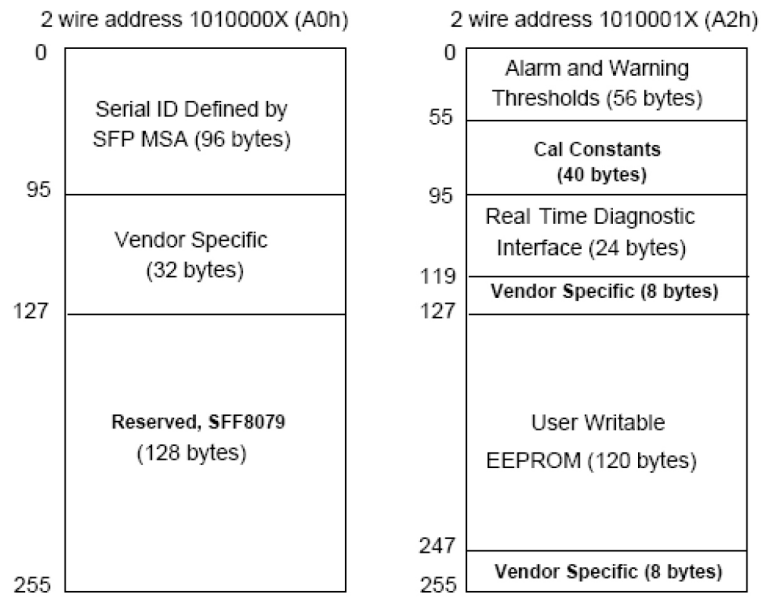 2 wire address 1010000X (A0h)
0
Serial ID Defined by
SFP MSA (96 bytes)
95
Vendor Specific
(32 bytes)
127
Reserved, SFF8079
(128 bytes)
255
2 wire address 1010001X (A2h)
0
Alarm and Warning
Thresholds (56 bytes)
55
Cal Constants
(40 bytes)
95
Real Time Diagnostic
Interface (24 bytes)
119
Vendor Specific (8 bytes)
127
User Writable
EEPROM (120 bytes)
247
Vendor Specific (8 bytes)
255